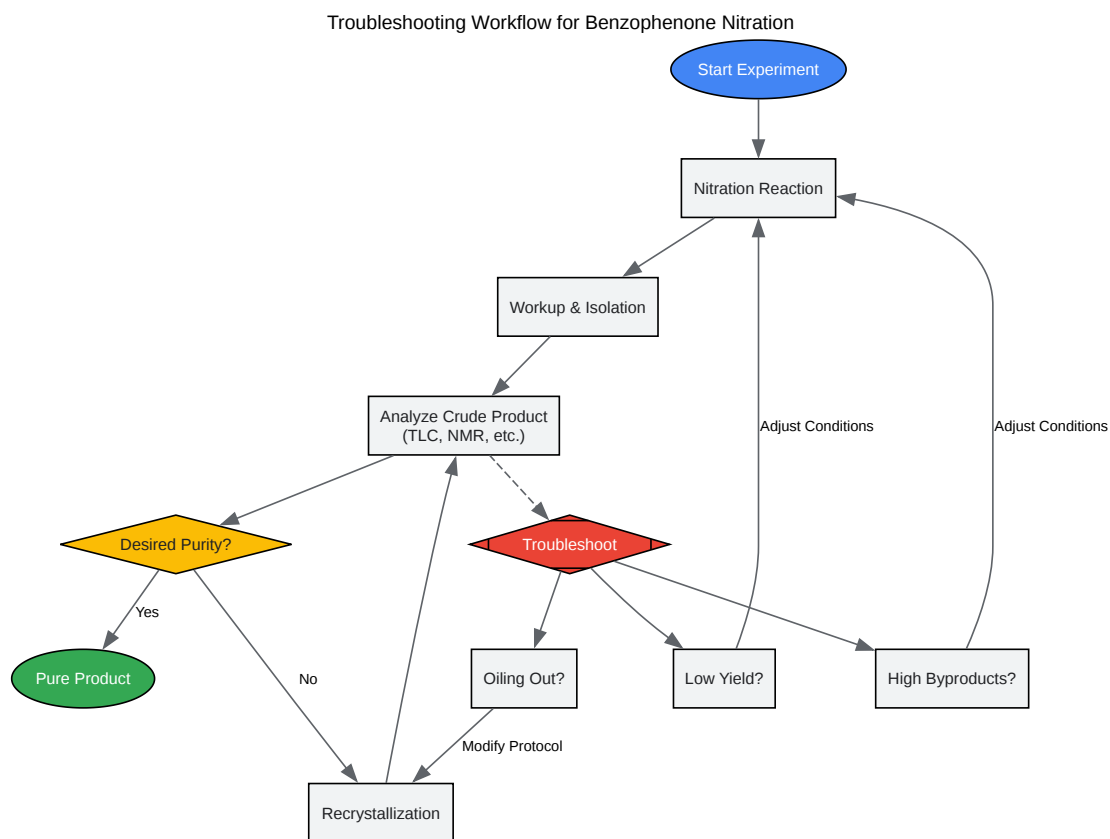 Troubleshooting Workflow for Benzophenone Nitration
Start Experiment
Nitration Reaction
Workup & Isolation
Analyze Crude Product
(TLC, NMR, etc.)
Adjust Conditions
Adjust Conditions
Desired Purity?
Troubleshoot
Yes
Pure Product
No
Oiling Out?
Low Yield?
High Byproducts?
Modify Protocol
Recrystallization